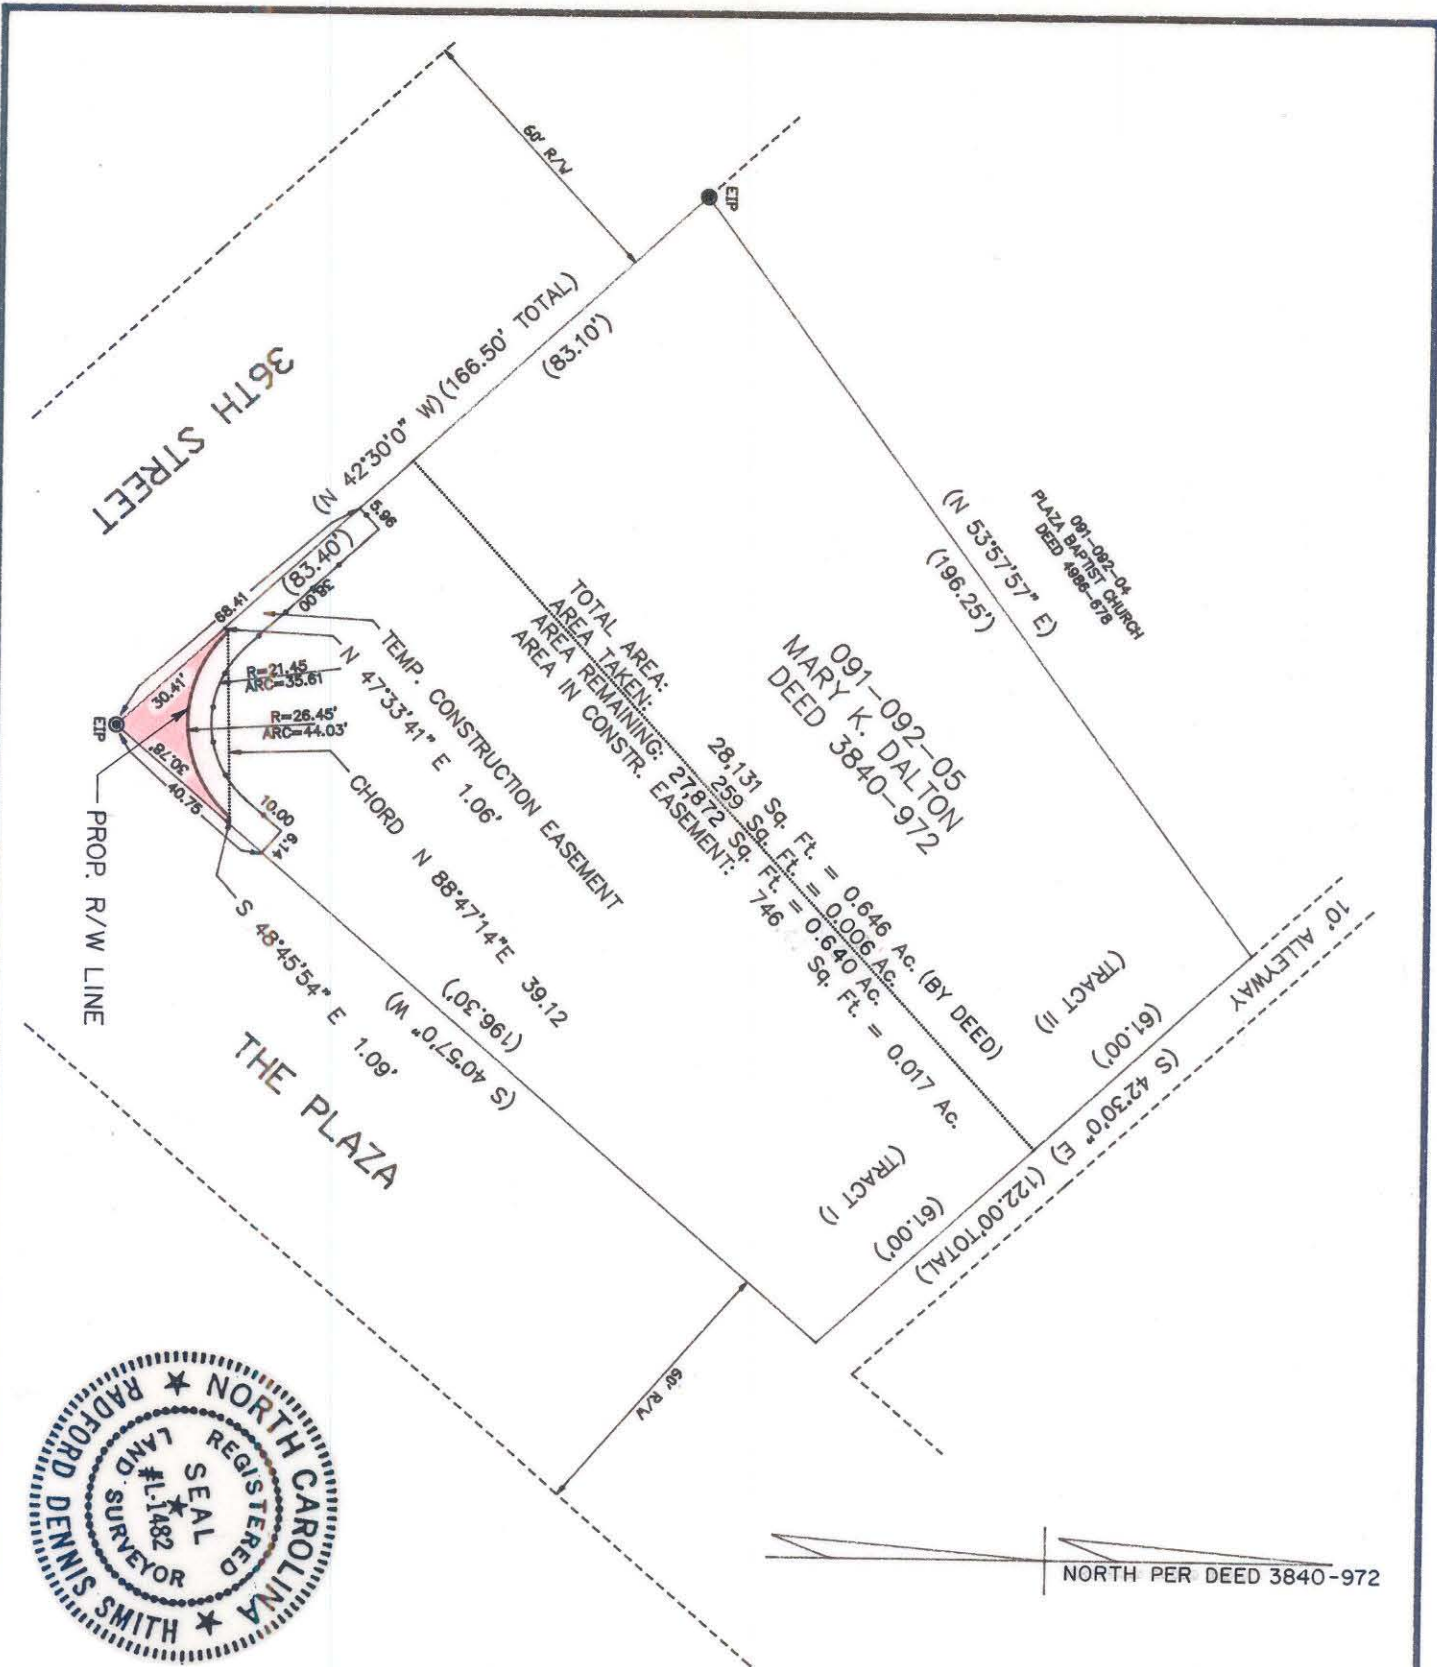 60' R/W
EIP
36TH STREET
(N 42°30'0" W) (166.50' TOTAL)
(83.10')
(83.40')
091-092-04
PLAZA BAPTIST CHURCH
DEED 4986-678
(N 53°57'57" E)
(196.25')
091-092-05
MARY K. DALTON
DEED 3840-972
TOTAL AREA: 28,131 Sq. Ft. = 0.646 Ac. (BY DEED)
AREA TAKEN: 259 Sq. Ft. = 0.006 Ac.
AREA REMAINING: 27,872 Sq. Ft. = 0.640 Ac.
AREA IN CONSTR. EASEMENT: 746 Sq. Ft. = 0.017 Ac.
10' ALLEYWAY
(TRACT II)
(61.00')
(S 42°30'0" E) (122.00'TOTAL)
(TRACT I)
(61.00')
5.96
38.00
68.41
30.41'
R=21.45
ARC=35.61
R=26.45'
ARC=44.03'
EIP
30.78'
40.75
10.00
6.14
TEMP. CONSTRUCTION EASEMENT
N 47°33'41" E 1.06'
CHORD N 88°47'14"E 39.12
S 48°45'54" E 1.09'
PROP. R/W LINE
(196.30')
(S 40°57'0" W)
THE PLAZA
60' R/W
NORTH CAROLINA
RADFORD DENNIS SMITH
REGISTERED
LAND SURVEYOR
SEAL
#L-1482
NORTH PER DEED 3840-972